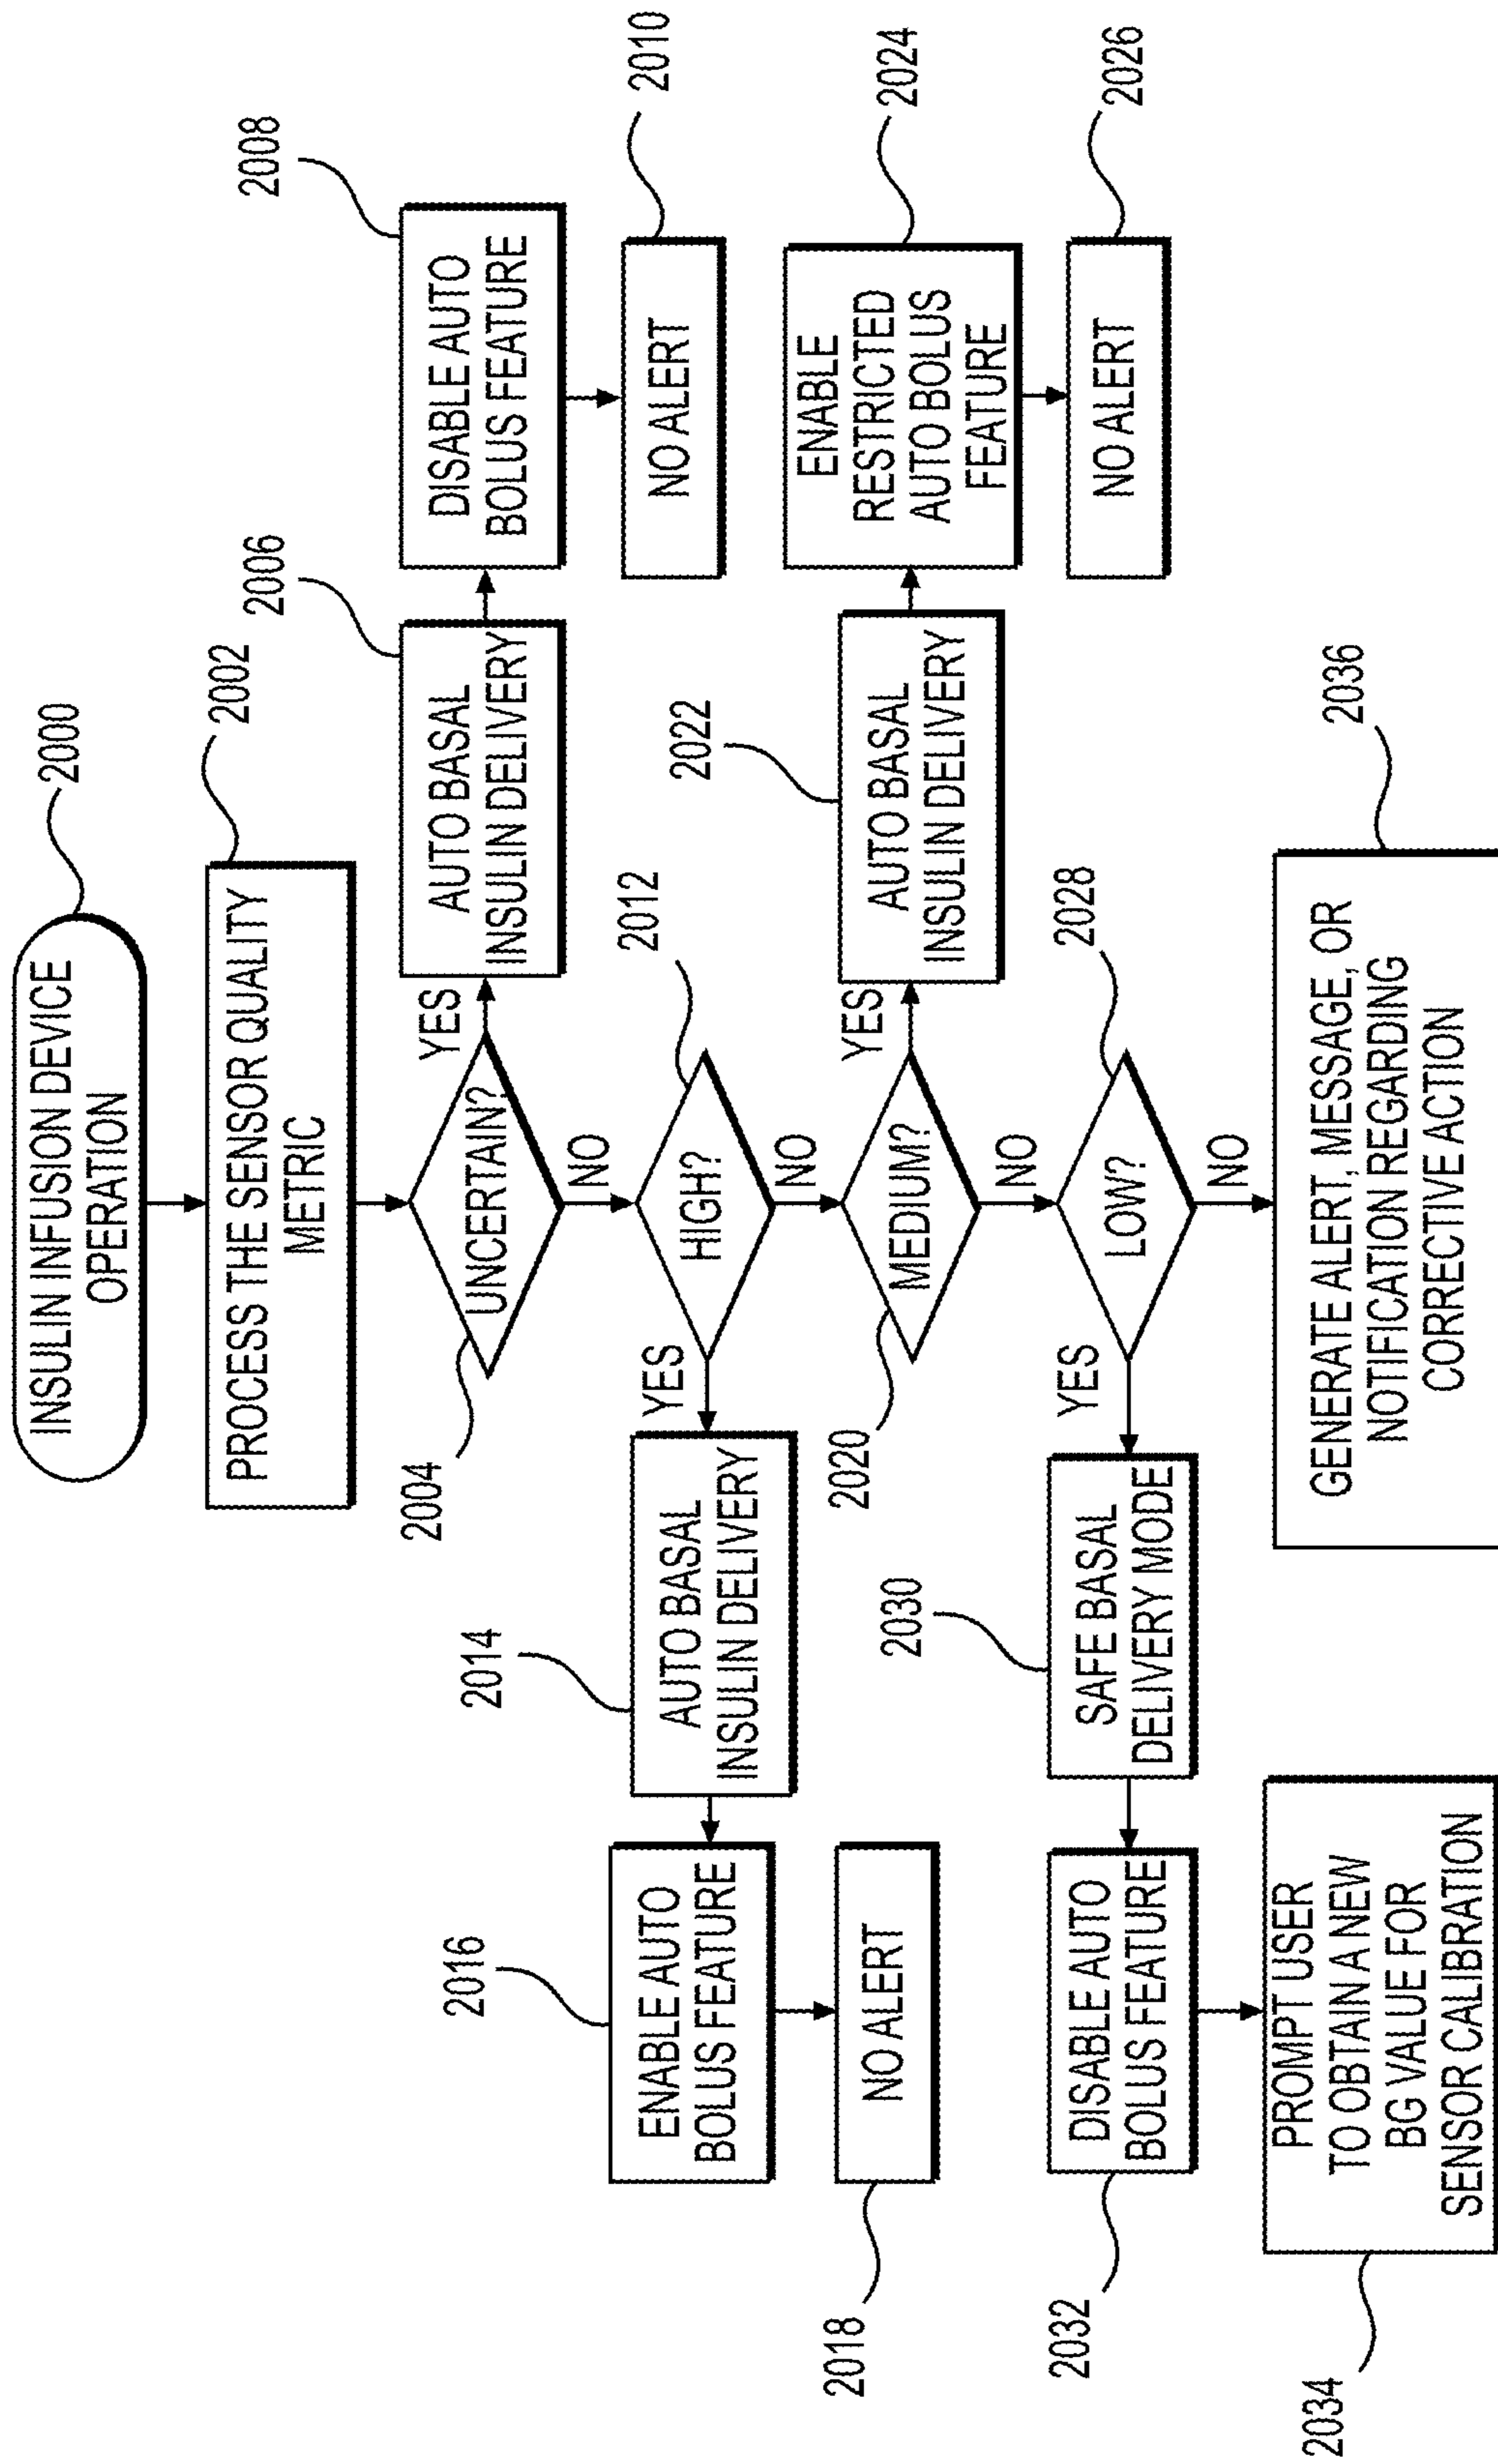 INSULIN INFUSION DEVICE
OPERATION
2000
PROCESS THE SENSOR QUALITY
METRIC
2002
UNCERTAIN?
2004
YES
AUTO BASAL
INSULIN DELIVERY
2006
DISABLE AUTO
BOLUS FEATURE
2008
NO ALERT
2010
NO
HIGH?
2012
YES
AUTO BASAL
INSULIN DELIVERY
2014
ENABLE AUTO
BOLUS FEATURE
2016
NO ALERT
2018
NO
MEDIUM?
2020
YES
AUTO BASAL
INSULIN DELIVERY
2022
ENABLE
RESTRICTED
AUTO BOLUS
FEATURE
2024
NO ALERT
2026
NO
LOW?
2028
YES
SAFE BASAL
DELIVERY MODE
2030
DISABLE AUTO
BOLUS FEATURE
2032
PROMPT USER
TO OBTAIN A NEW
BG VALUE FOR
SENSOR CALIBRATION
2034
NO
GENERATE ALERT, MESSAGE, OR
NOTIFICATION REGARDING
CORRECTIVE ACTION
2036